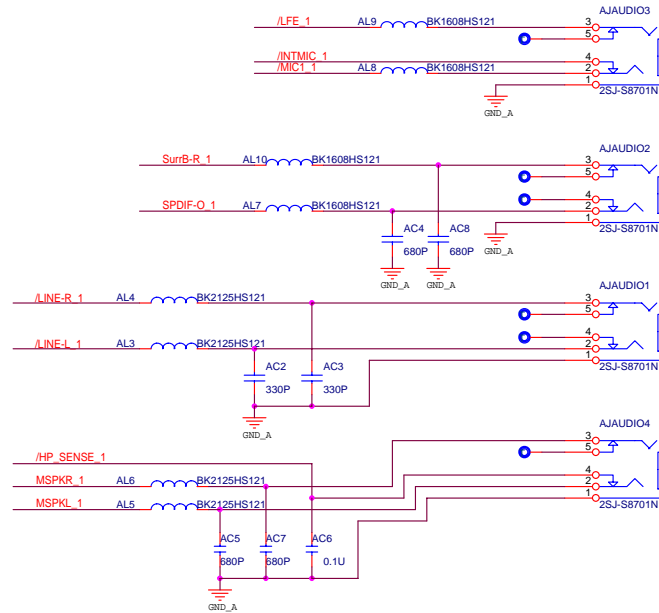 AJAUDIO3
/LFE_1 AL9 BK1608HS121 3
5
/INTMIC_1 4
/MIC1_1 AL8 BK1608HS121 2
1
2SJ-S8701N
GND_A
AJAUDIO2
SurrB-R_1 AL10 BK1608HS121 3
5
4
SPDIF-O_1 AL7 BK1608HS121 2
1
AC4 AC8 2SJ-S8701N
680P 680P GND_A
GND_A GND_A
AJAUDIO1
/LINE-R_1 AL4 BK2125HS121 3
5
4
/LINE-L_1 AL3 BK2125HS121 2
1
AC2 AC3 2SJ-S8701N
330P 330P
GND_A
AJAUDIO4
3
/HP_SENSE_1 5
4
MSPKR_1 AL6 BK2125HS121 2
1
MSPKL_1 AL5 BK2125HS121 2SJ-S8701N
AC5 AC7 AC6
680P 680P 0.1U
GND_A